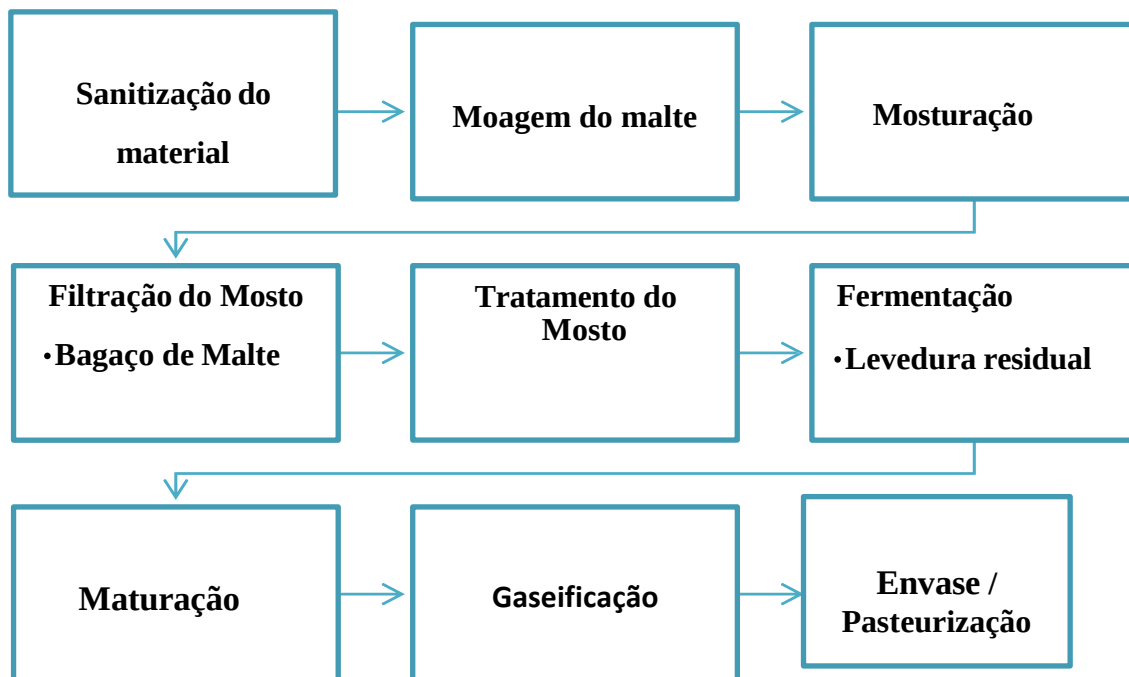 Sanitização do
material
Moagem do malte
Mosturação
Filtração do Mosto
•Bagaço de Malte
Tratamento do
Mosto
Fermentação
•Levedura residual
Maturação
Gaseificação
Envase /
Pasteurização